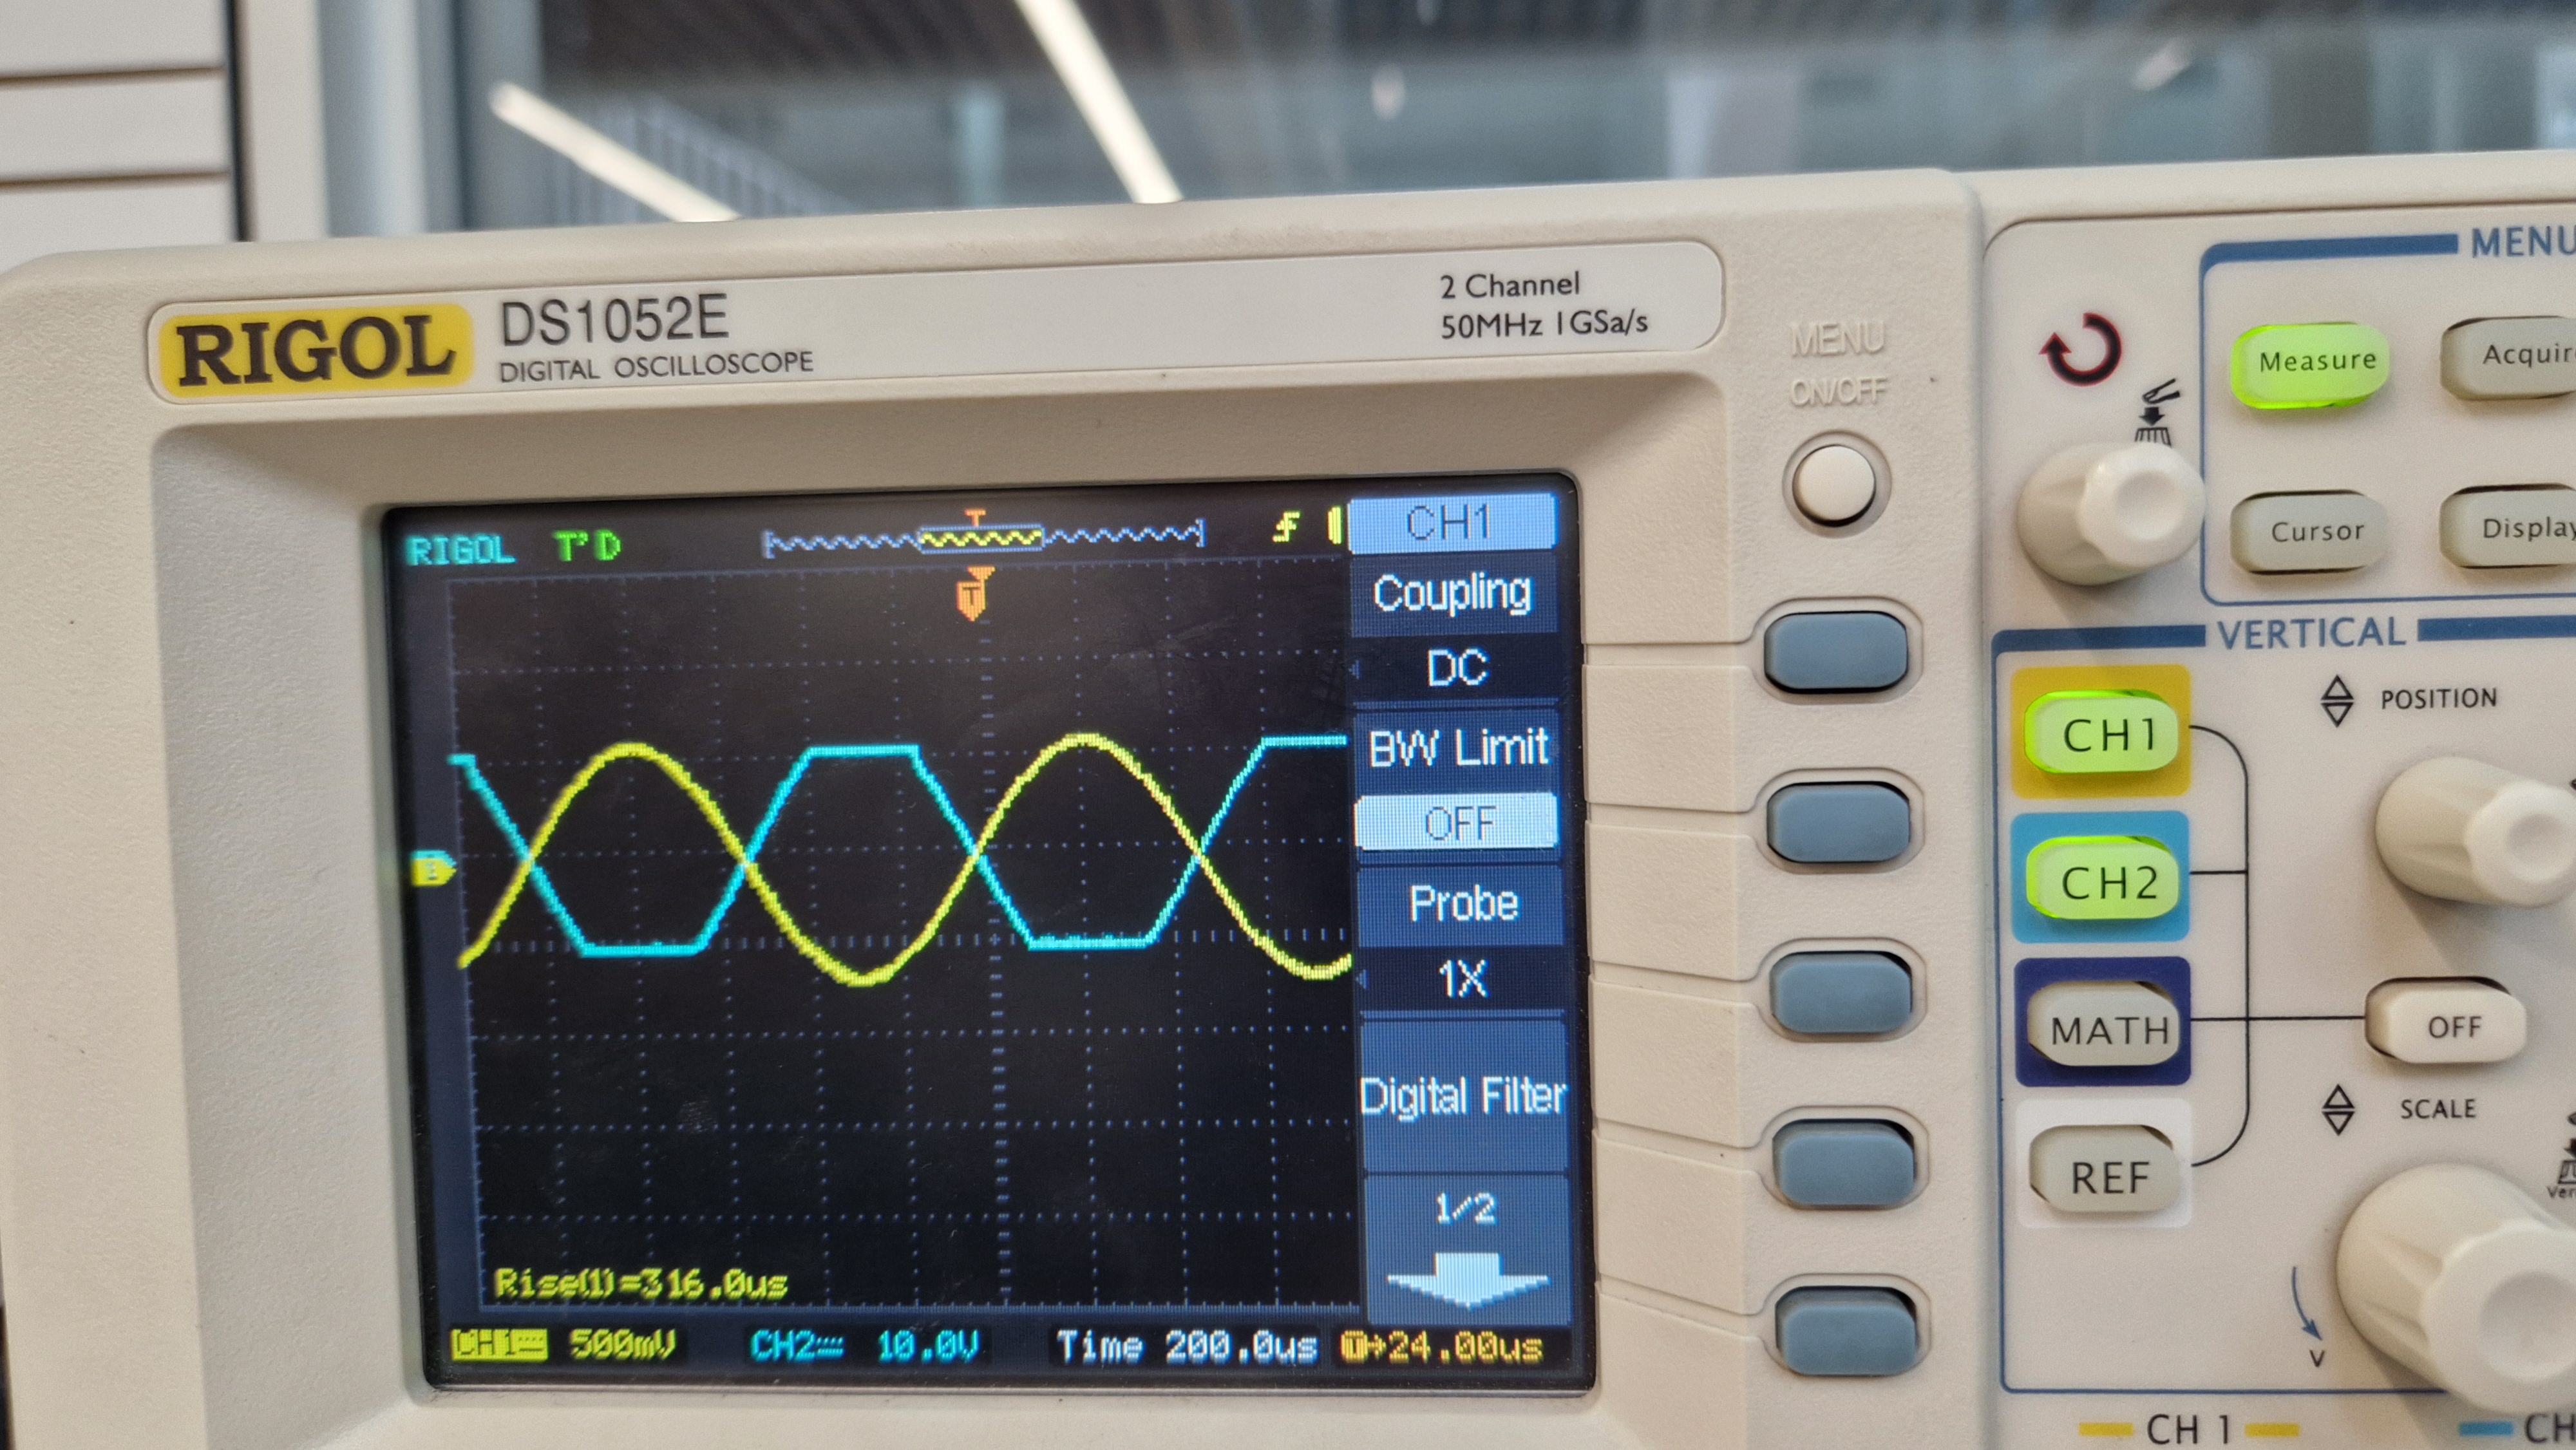 RIGOL DS1052E
DIGITAL OSCILLOSCOPE
2 Channel
50MHz 1GSa/s
MENU
ON/OFF
RIGOL T'D
T
T
CH1
Coupling
DC
BW Limit
OFF
Probe
1X
Digital Filter
1/2
Rise(1)=316.0us
CH1 500mV CH2 10.0V Time 200.0us T→24.00us
MENU
Measure
Cursor
Display
VERTICAL
CH1
CH2
MATH
REF
POSITION
OFF
SCALE
V
CH 1